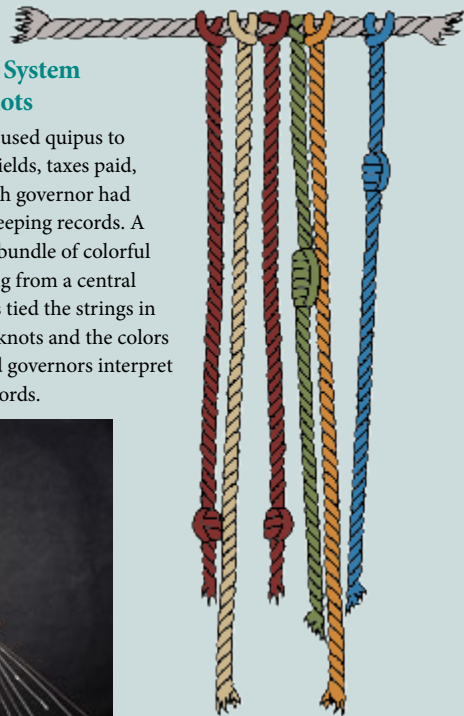 System
ots
used quipus to
ields, taxes paid,
h governor had
eeping records. A
bundle of colorful
g from a central
s tied the strings in
knots and the colors
d governors interpret
ords.